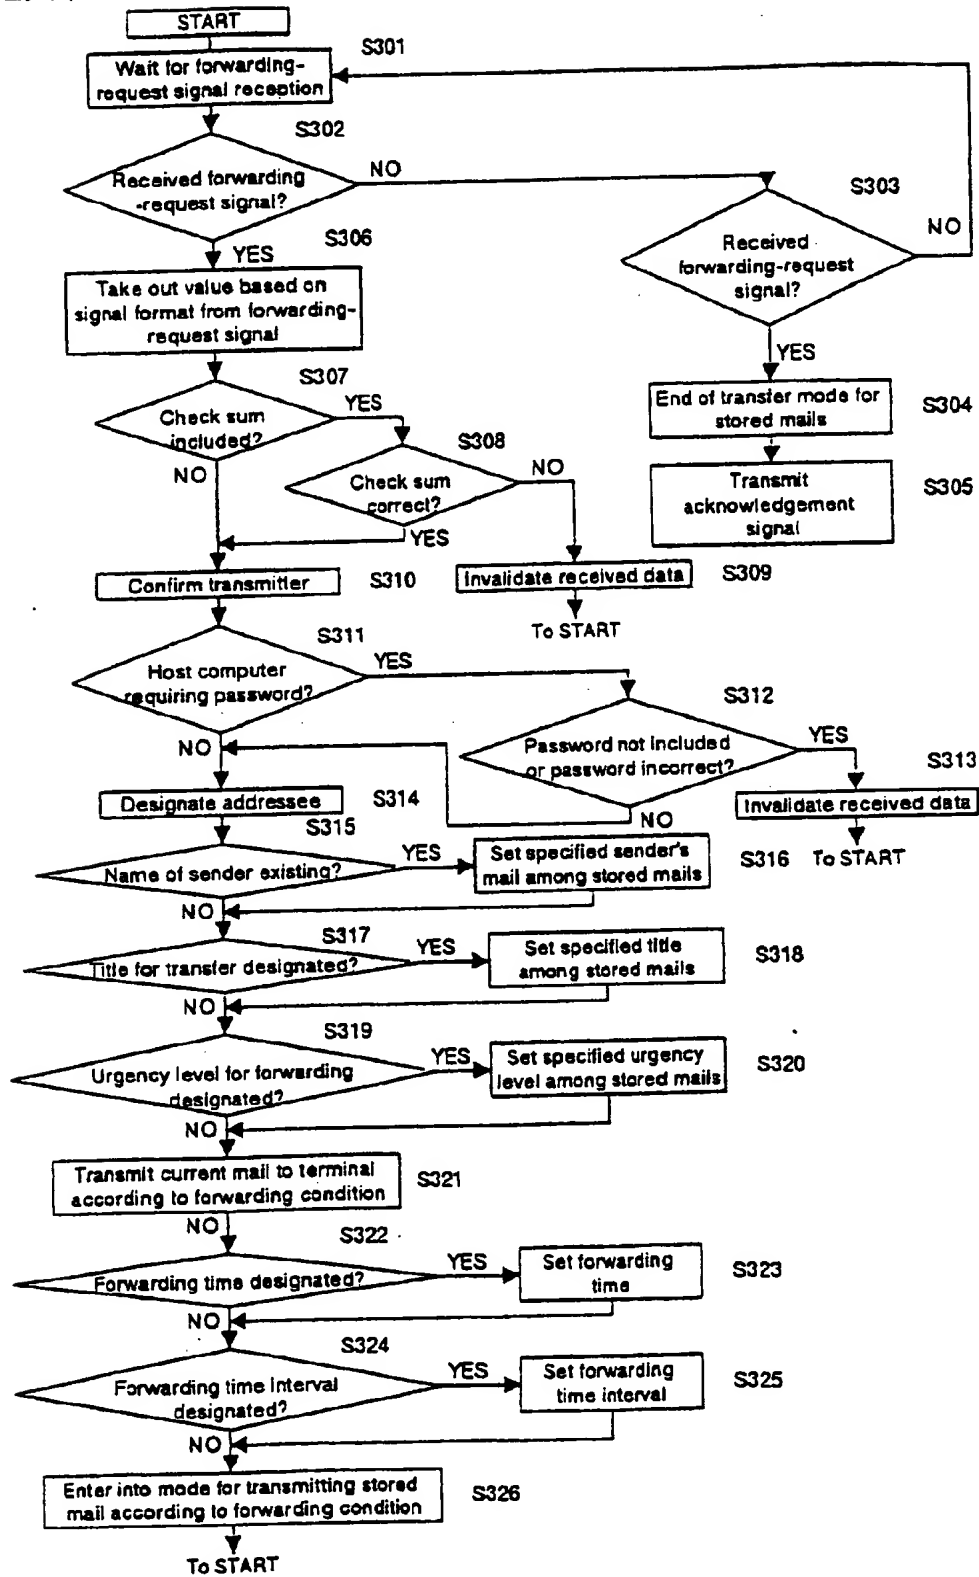 START
S301
Wait for forwarding-
request signal reception
S302
Received forwarding
-request signal?
NO
S303
Received
forwarding-request
signal?
NO
YES
S304
End of transfer mode for
stored mails
S305
Transmit
acknowledgement
signal
S306
YES
Take out value based on
signal format from forwarding-
request signal
S307
Check sum
included?
YES
NO
S308
Check sum
correct?
NO
YES
Invalidate received data
S309
To START
Confirm transmitter
S310
S311
Host computer
requiring password?
YES
NO
S312
Password not included
or password incorrect?
YES
NO
S313
Invalidate received data
To START
Designate addressee
S314
S315
Name of sender existing?
YES
Set specified sender's
mail among stored mails
S316
NO
S317
Title for transfer designated?
YES
Set specified title
among stored mails
S318
NO
S319
Urgency level for forwarding
designated?
YES
Set specified urgency
level among stored mails
S320
NO
Transmit current mail to terminal
according to forwarding condition
S321
NO
S322
Forwarding time designated?
YES
Set forwarding
time
S323
NO
S324
Forwarding time interval
designated?
YES
Set forwarding
time interval
S325
NO
Enter into mode for transmitting stored
mail according to forwarding condition
S326
To START